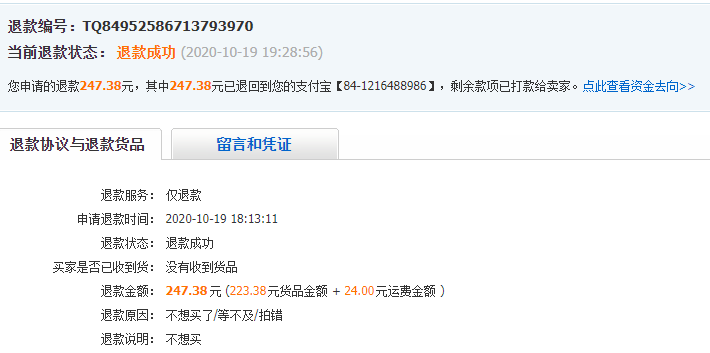 退款编号：TQ84952586713793970
当前退款状态： 退款成功 (2020-10-19 19:28:56)
您申请的退款247.38元，其中247.38元已退回到您的支付宝【84-1216488986】，剩余款项已打款给卖家。点此查看资金去向>>
退款协议与退款货品 留言和凭证
退款服务： 仅退款
申请退款时间： 2020-10-19 18:13:11
退款状态： 退款成功
买家是否已收到货： 没有收到货品
退款金额： 247.38元 (223.38元货品金额 + 24.00元运费金额 )
退款原因： 不想买了/等不及/拍错
退款说明： 不想买